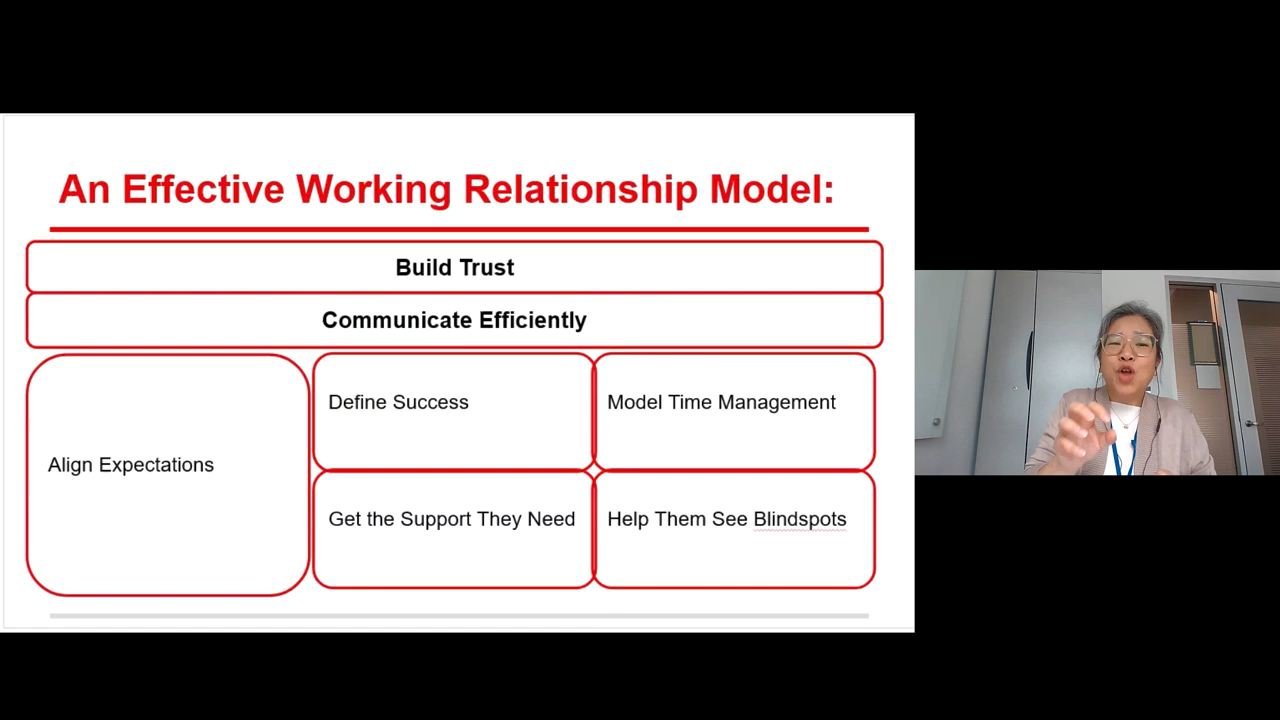 An Effective Working Relationship Model:
Build Trust
Communicate Efficiently
Align Expectations
Define Success
Model Time Management
Get the Support They Need
Help Them See Blindspots